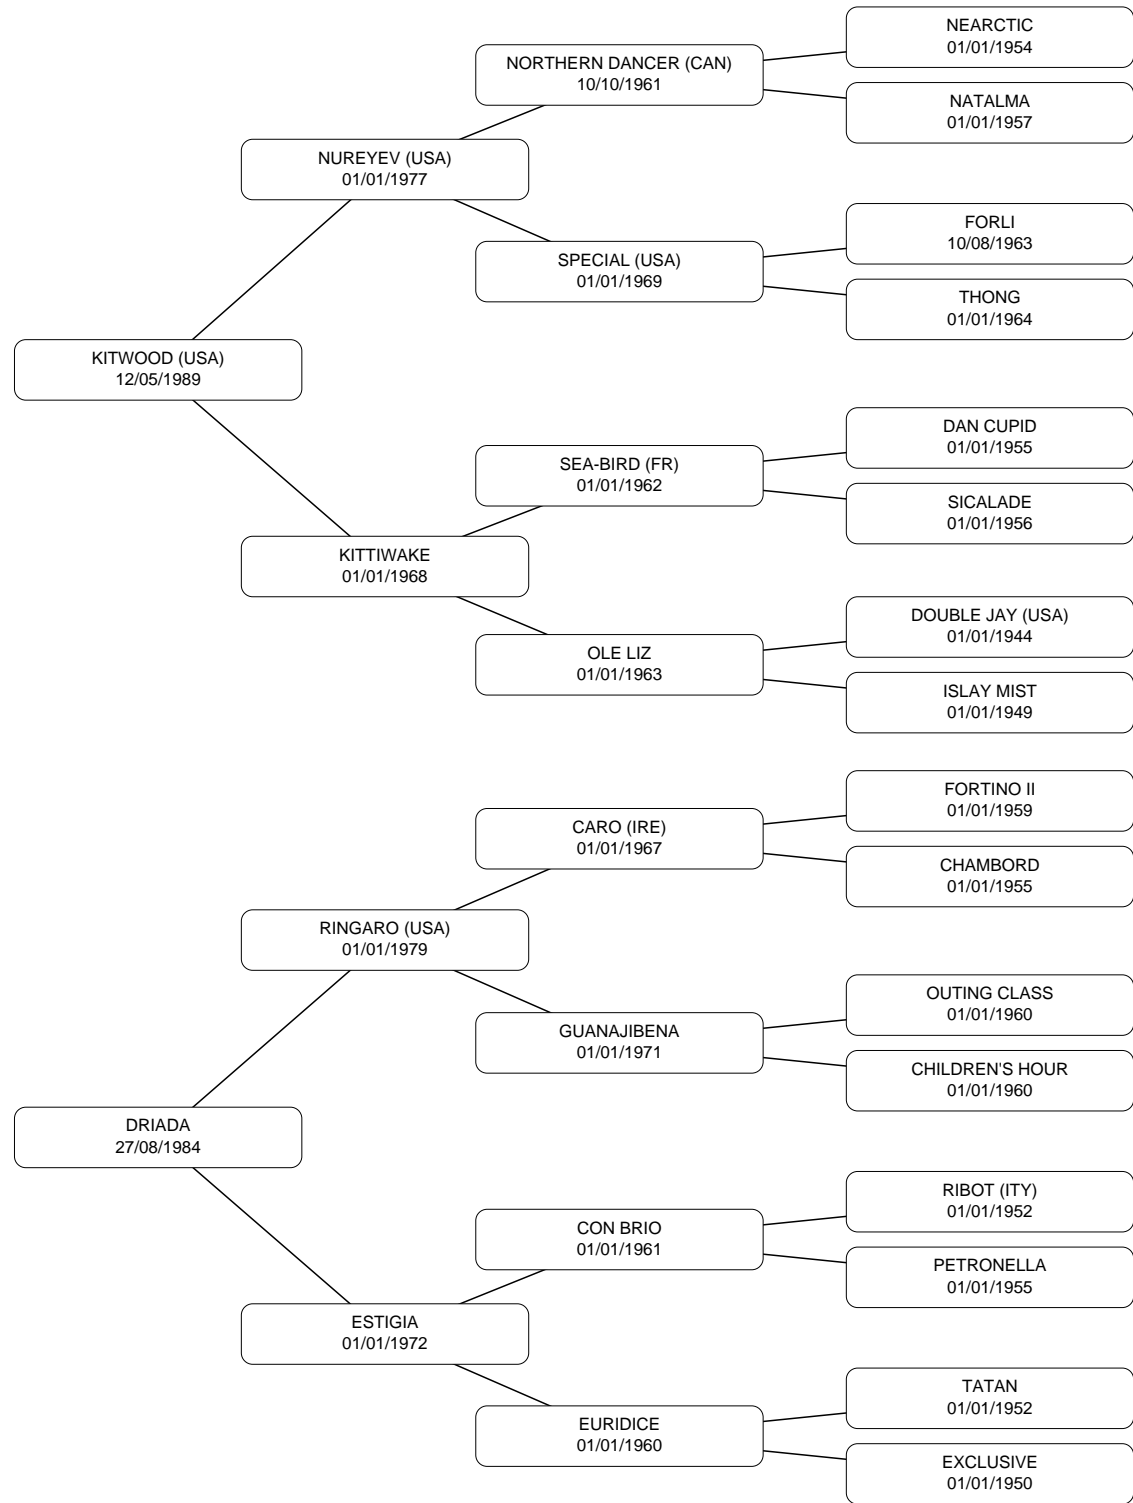 NEARCTIC
01/01/1954
NORTHERN DANCER (CAN)
10/10/1961
NATALMA
01/01/1957
NUREYEV (USA)
01/01/1977
FORLI
10/08/1963
SPECIAL (USA)
01/01/1969
THONG
01/01/1964
KITWOOD (USA)
12/05/1989
DAN CUPID
01/01/1955
SEA-BIRD (FR)
01/01/1962
SICALADE
01/01/1956
KITTIWAKE
01/01/1968
DOUBLE JAY (USA)
01/01/1944
OLE LIZ
01/01/1963
ISLAY MIST
01/01/1949
FORTINO II
01/01/1959
CARO (IRE)
01/01/1967
CHAMBORD
01/01/1955
RINGARO (USA)
01/01/1979
OUTING CLASS
01/01/1960
GUANAJIBENA
01/01/1971
CHILDREN'S HOUR
01/01/1960
DRIADA
27/08/1984
RIBOT (ITY)
01/01/1952
CON BRIO
01/01/1961
PETRONELLA
01/01/1955
ESTIGIA
01/01/1972
TATAN
01/01/1952
EURIDICE
01/01/1960
EXCLUSIVE
01/01/1950